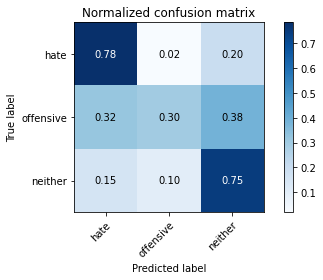 Normalized confusion matrix
True label
hate 0.78 0.02 0.20
offensive 0.32 0.30 0.38
neither 0.15 0.10 0.75
hate offensive neither
Predicted label
0.7
0.6
0.5
0.4
0.3
0.2
0.1